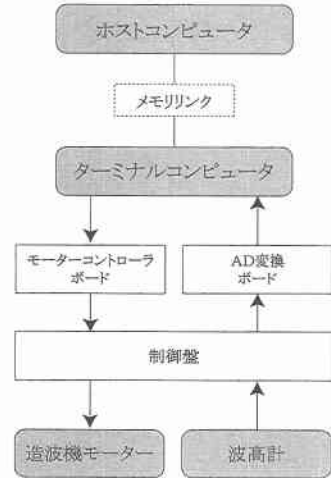 ホストコンピュータ
メモリリンク
ターミナルコンピュータ
モーターコントローラ
ボード
AD変換
ボード
制御盤
造波機モーター
波高計